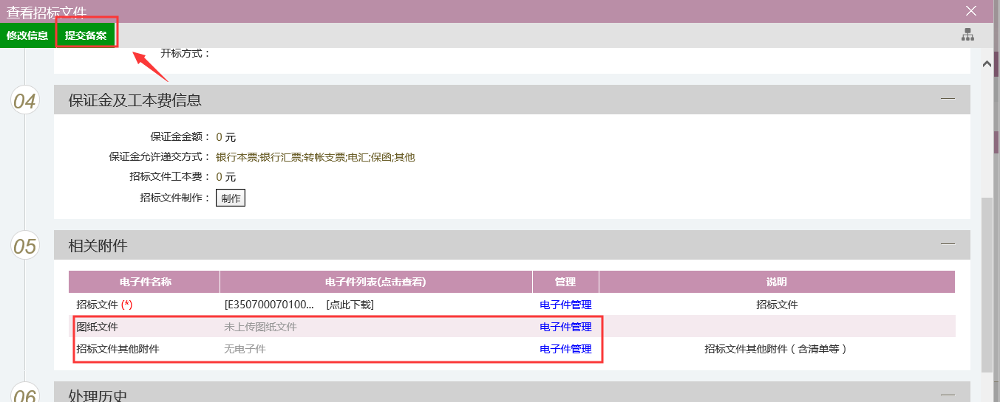 查看招标文件
修改信息 提交备案
开标方式：
04 保证金及工本费信息
保证金金额： 0 元
保证金允许递交方式： 银行本票;银行汇票;转帐支票;电汇;保函;其他
招标文件工本费： 0 元
招标文件制作： 制作
05 相关附件
电子件名称 电子件列表(点击查看) 管理 说明
招标文件 (*) [E350700070100... [点此下载] 电子件管理 招标文件
图纸文件 未上传图纸文件 电子件管理
招标文件其他附件 无电子件 电子件管理 招标文件其他附件（含清单等）
06 处理历史